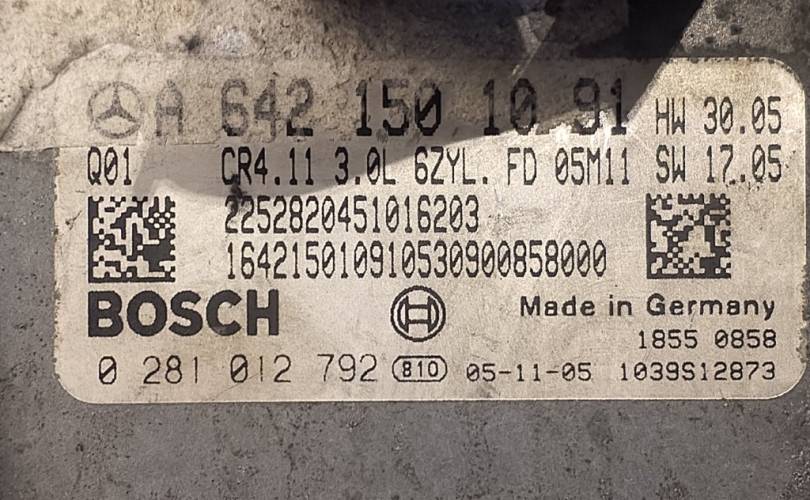 A 642 150 10 91 HW 30.05
Q01 CR4.11 3.0L 6ZYL. FD 05M11 SW 17.05
2252820451016203
164215010910530900858000
BOSCH Made in Germany
1855 0858
0 281 012 792 810 05-11-05 1039S12873